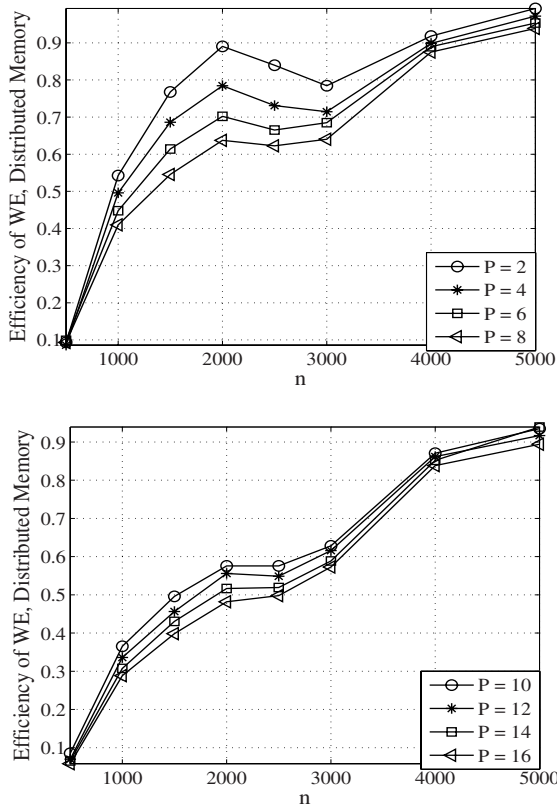 Efficiency of WE, Distributed Memory
0.9
0.8
0.7
0.6
0.5
0.4
0.3
0.2
0.1
1000 2000 3000 4000 5000
n
P = 2
P = 4
P = 6
P = 8
Efficiency of WE, Distributed Memory
0.9
0.8
0.7
0.6
0.5
0.4
0.3
0.2
0.1
1000 2000 3000 4000 5000
n
P = 10
P = 12
P = 14
P = 16